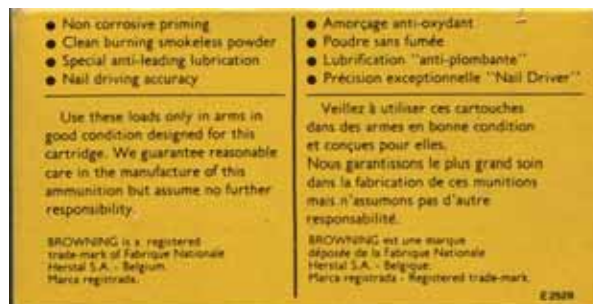 ● Non corrosive priming
● Clean burning smokeless powder
● Special anti-leading lubrication
● Nail driving accuracy
Use these loads only in arms in
good condition designed for this
cartridge. We guarantee reasonable
care in the manufacture of this
ammunition but assume no further
responsibility.
BROWNING is a registered
trade-mark of Fabrique Nationale
Herstal S.A. - Belgium.
Marca registrada.
● Amorçage anti-oxydant
● Poudre sans fumée
● Lubrification "anti-plombante"
● Précision exceptionnelle "Nail Driver"
Veillez à utiliser ces cartouches
dans des armes en bonne condition
et conçues pour elles.
Nous garantissons le plus grand soin
dans la fabrication de ces munitions
mais n'assumons pas d'autre
responsabilité.
BROWNING est une marque
déposée de la Fabrique Nationale
Herstal S.A. - Belgique.
Marca registrada - Registered trade-mark.